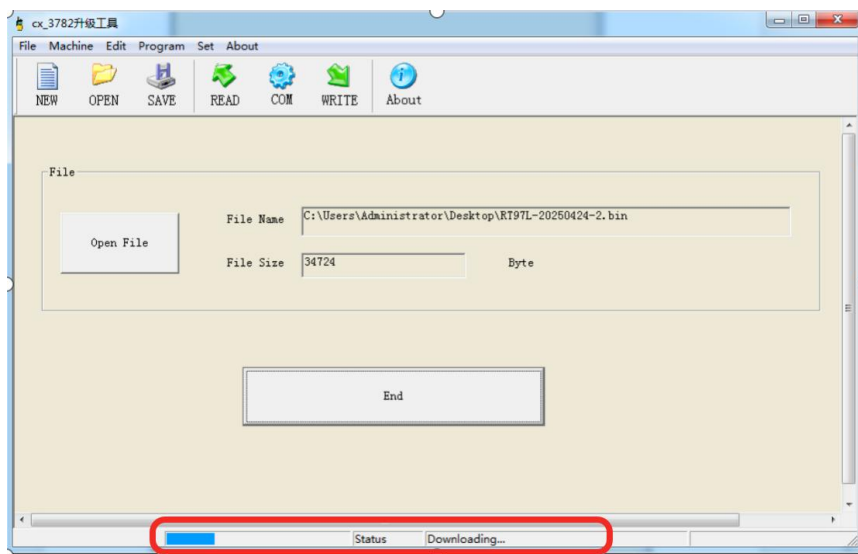 cx_3782升级工具
File Machine Edit Program Set About
NEW OPEN SAVE READ COM WRITE About
File
File Name C:\Users\Administrator\Desktop\RT97L-20250424-2.bin
Open File
File Size 34724 Byte
End
Status Downloading...